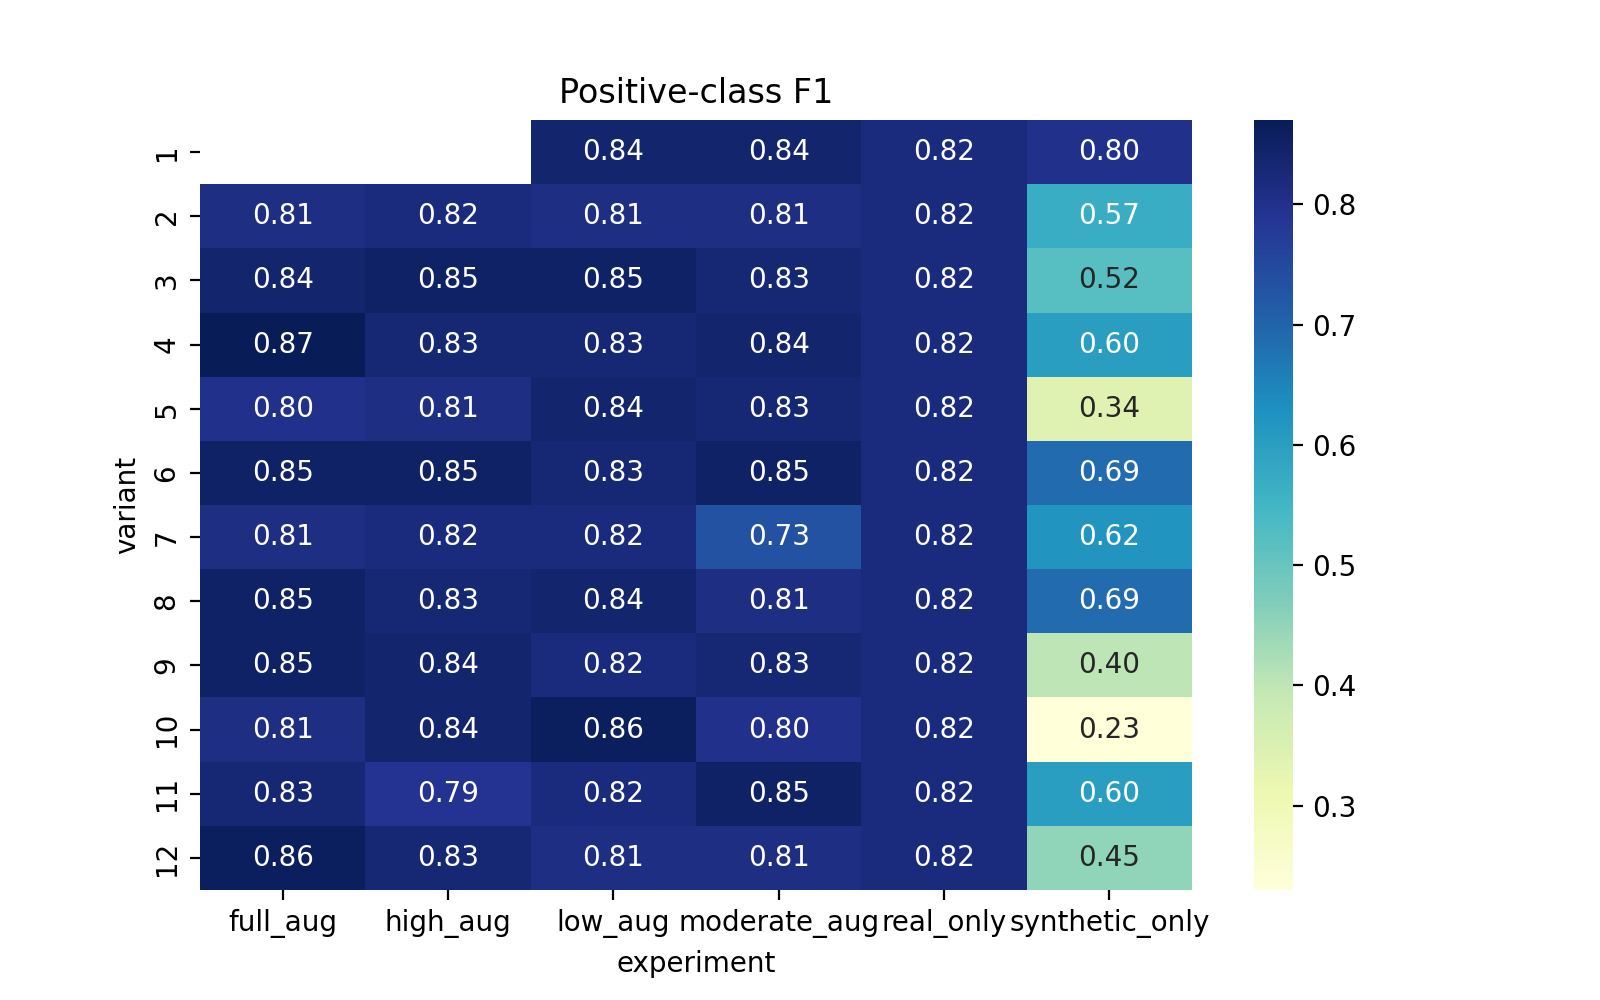 Positive-class F1
1 0.84 0.84 0.82 0.80
2 0.81 0.82 0.81 0.81 0.82 0.57
3 0.84 0.85 0.85 0.83 0.82 0.52
4 0.87 0.83 0.83 0.84 0.82 0.60
5 0.80 0.81 0.84 0.83 0.82 0.34
6 0.85 0.85 0.83 0.85 0.82 0.69
7 0.81 0.82 0.82 0.73 0.82 0.62
8 0.85 0.83 0.84 0.81 0.82 0.69
9 0.85 0.84 0.82 0.83 0.82 0.40
10 0.81 0.84 0.86 0.80 0.82 0.23
11 0.83 0.79 0.82 0.85 0.82 0.60
12 0.86 0.83 0.81 0.81 0.82 0.45
variant
full_aug high_aug low_aug moderate_aug real_only synthetic_only
experiment
0.8
0.7
0.6
0.5
0.4
0.3